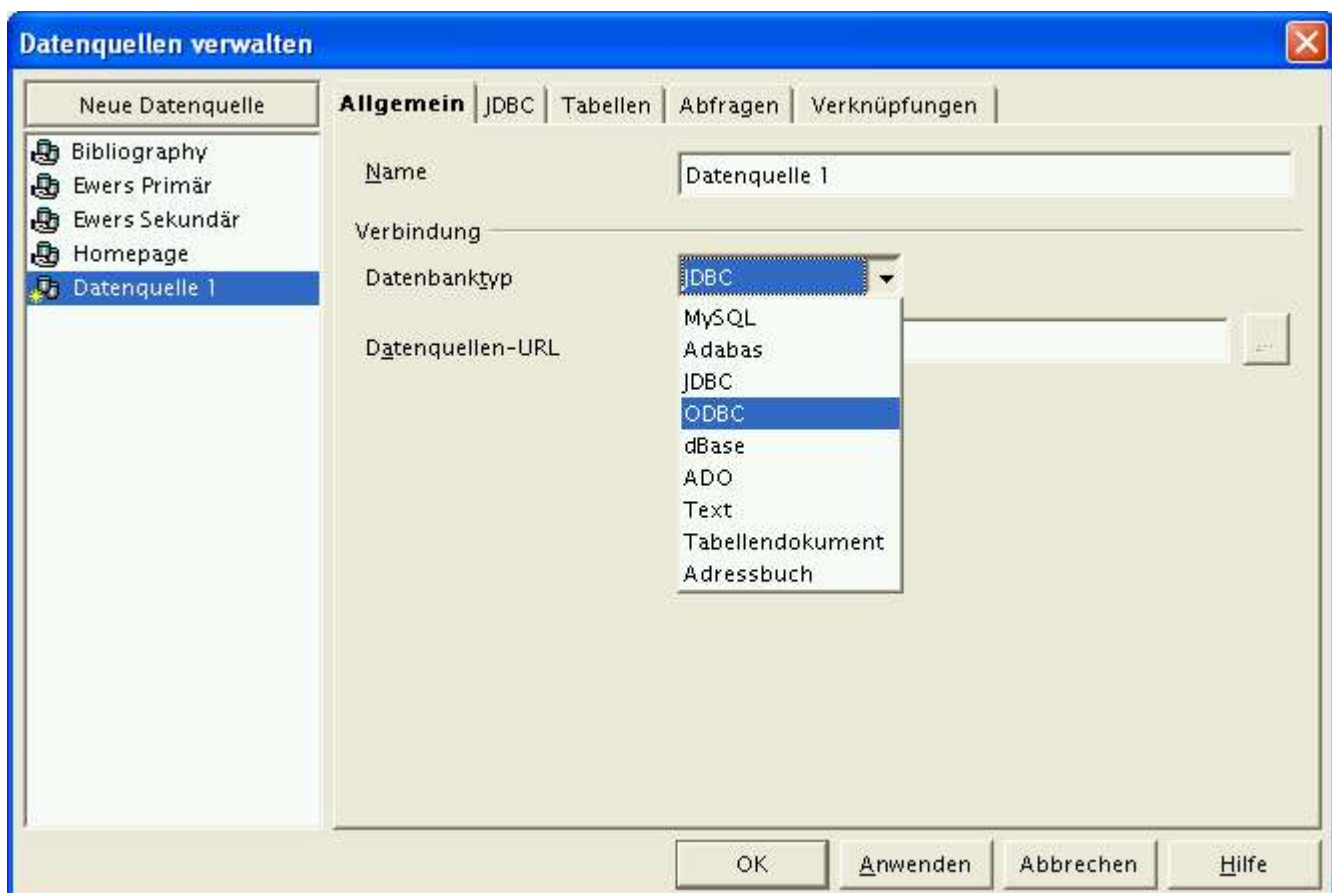 Datenquellen verwalten
Neue Datenquelle
Bibliography
Ewers Primär
Ewers Sekundär
Homepage
Datenquelle 1
Allgemein JDBC Tabellen Abfragen Verknüpfungen
Name Datenquelle 1
Verbindung
Datenbanktyp JDBC
Datenquellen-URL ...
MySQL
Adabas
JDBC
ODBC
dBase
ADO
Text
Tabellendokument
Adressbuch
OK Anwenden Abbrechen Hilfe